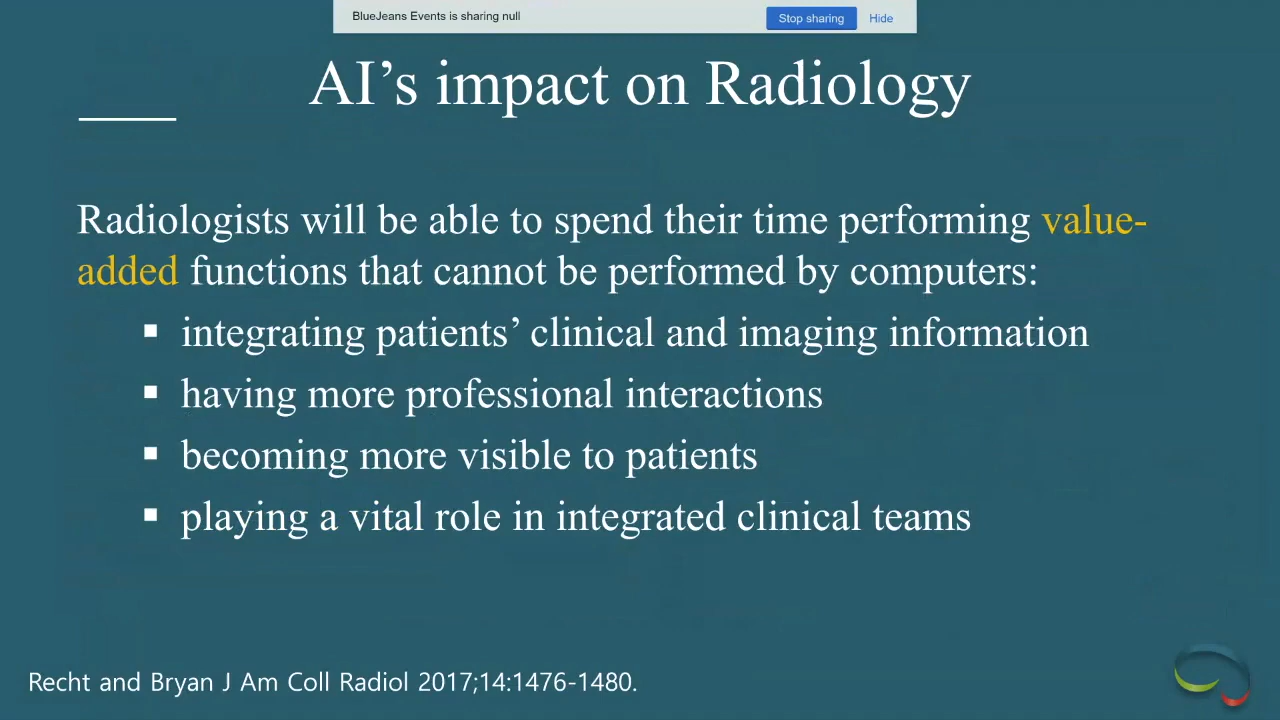 BlueJeans Events is sharing null
Stop sharing
Hide
AI’s impact on Radiology
Radiologists will be able to spend their time performing value-
added functions that cannot be performed by computers:
▪ integrating patients’ clinical and imaging information
▪ having more professional interactions
▪ becoming more visible to patients
▪ playing a vital role in integrated clinical teams
Recht and Bryan J Am Coll Radiol 2017;14:1476-1480.